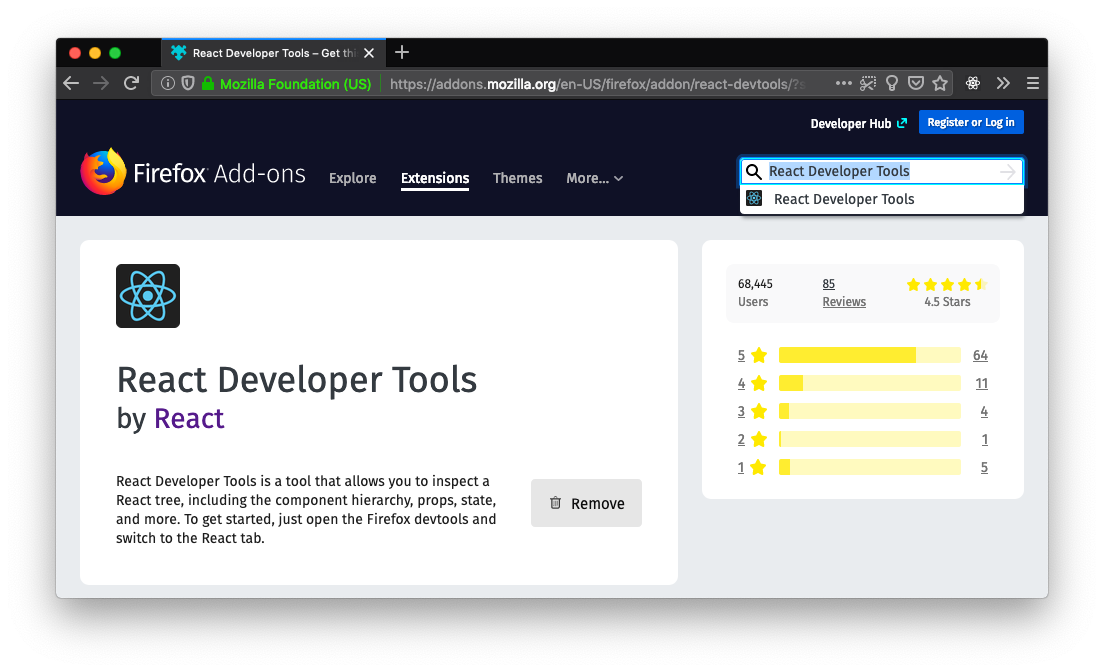 React Developer Tools – Get thi
Mozilla Foundation (US) https://addons.mozilla.org/en-US/firefox/addon/react-devtools/?s
Developer Hub Register or Log in
Firefox Add-ons Explore Extensions Themes More...
React Developer Tools
React Developer Tools
React Developer Tools
by React
React Developer Tools is a tool that allows you to inspect a
React tree, including the component hierarchy, props, state,
and more. To get started, just open the Firefox devtools and
switch to the React tab.
Remove
68,445 85
Users Reviews 4.5 Stars
5 64
4 11
3 4
2 1
1 5